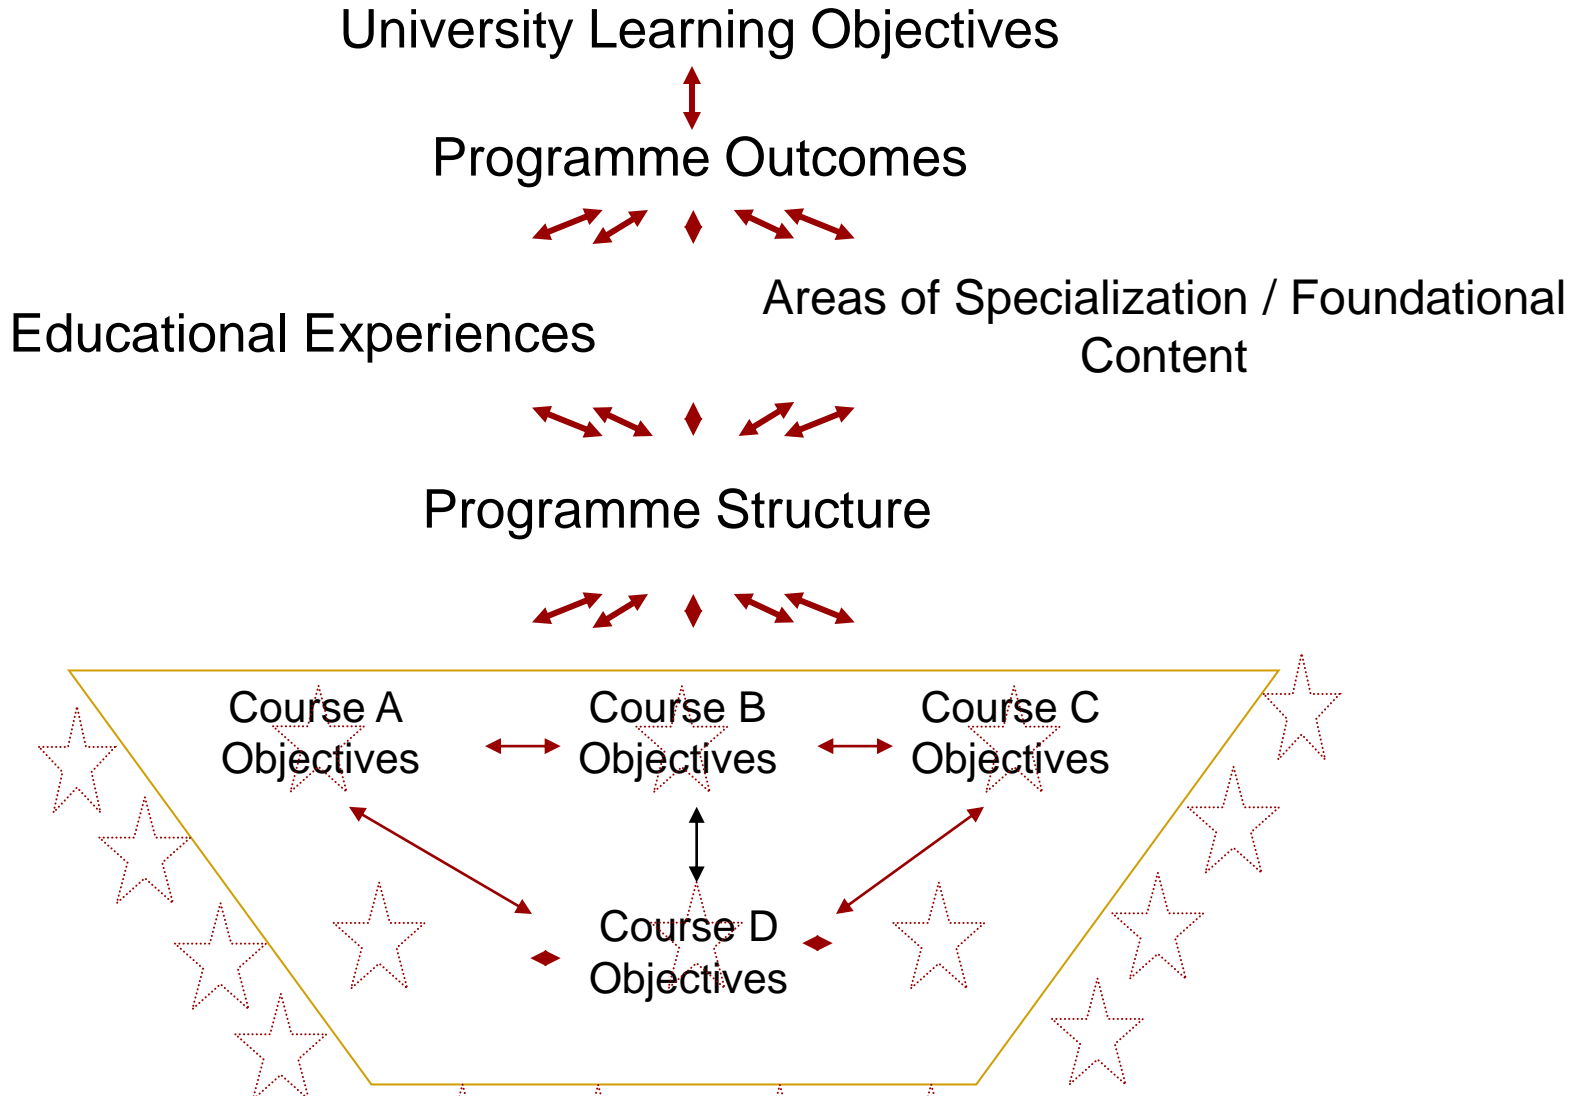 University Learning Objectives
Programme Outcomes
Educational Experiences
Areas of Specialization / Foundational
Content
Programme Structure
Course A
Objectives
Course B
Objectives
Course C
Objectives
Course D
Objectives